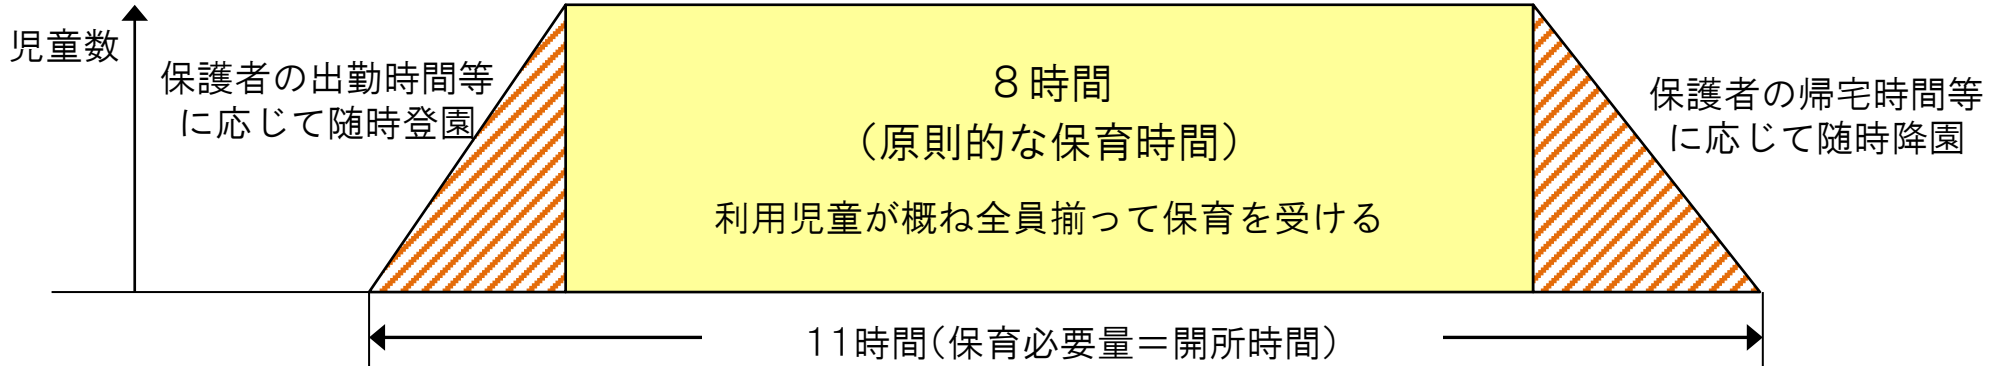 児童数
保護者の出勤時間等
に応じて随時登園
８時間
（原則的な保育時間）
利用児童が概ね全員揃って保育を受ける
保護者の帰宅時間等
に応じて随時降園
11時間（保育必要量＝開所時間）